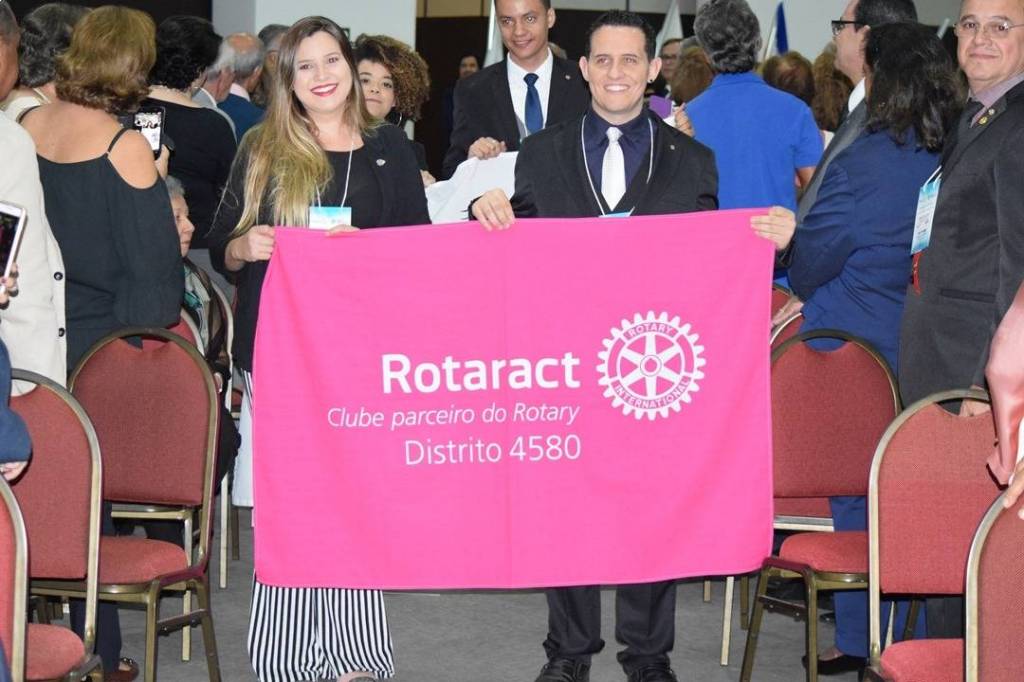 Rotaract
Clube parceiro do Rotary
Distrito 4580
ROTARY
INTERNATIONAL